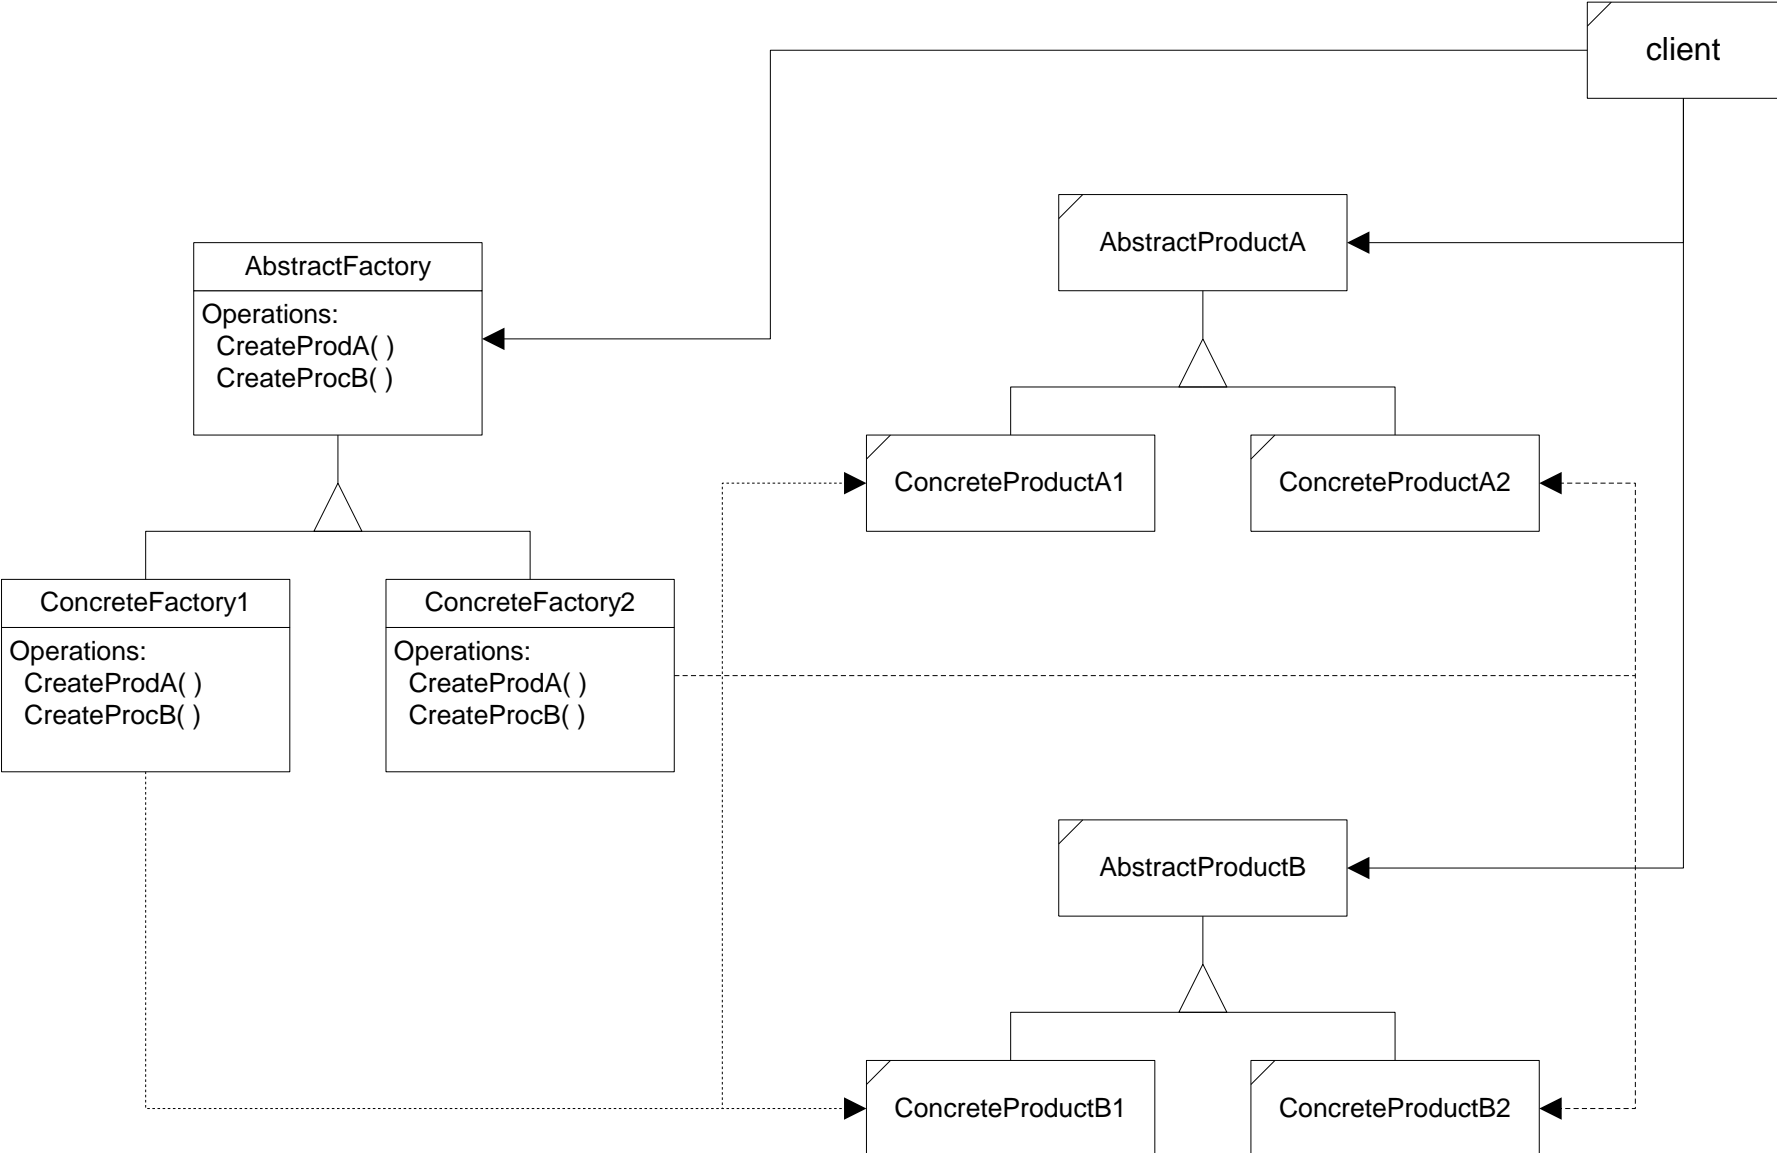 client
AbstractProductA
AbstractFactory
Operations:
CreateProdA( )
CreateProcB( )
ConcreteProductA1
ConcreteProductA2
ConcreteFactory1
Operations:
CreateProdA( )
CreateProcB( )
ConcreteFactory2
Operations:
CreateProdA( )
CreateProcB( )
AbstractProductB
ConcreteProductB1
ConcreteProductB2